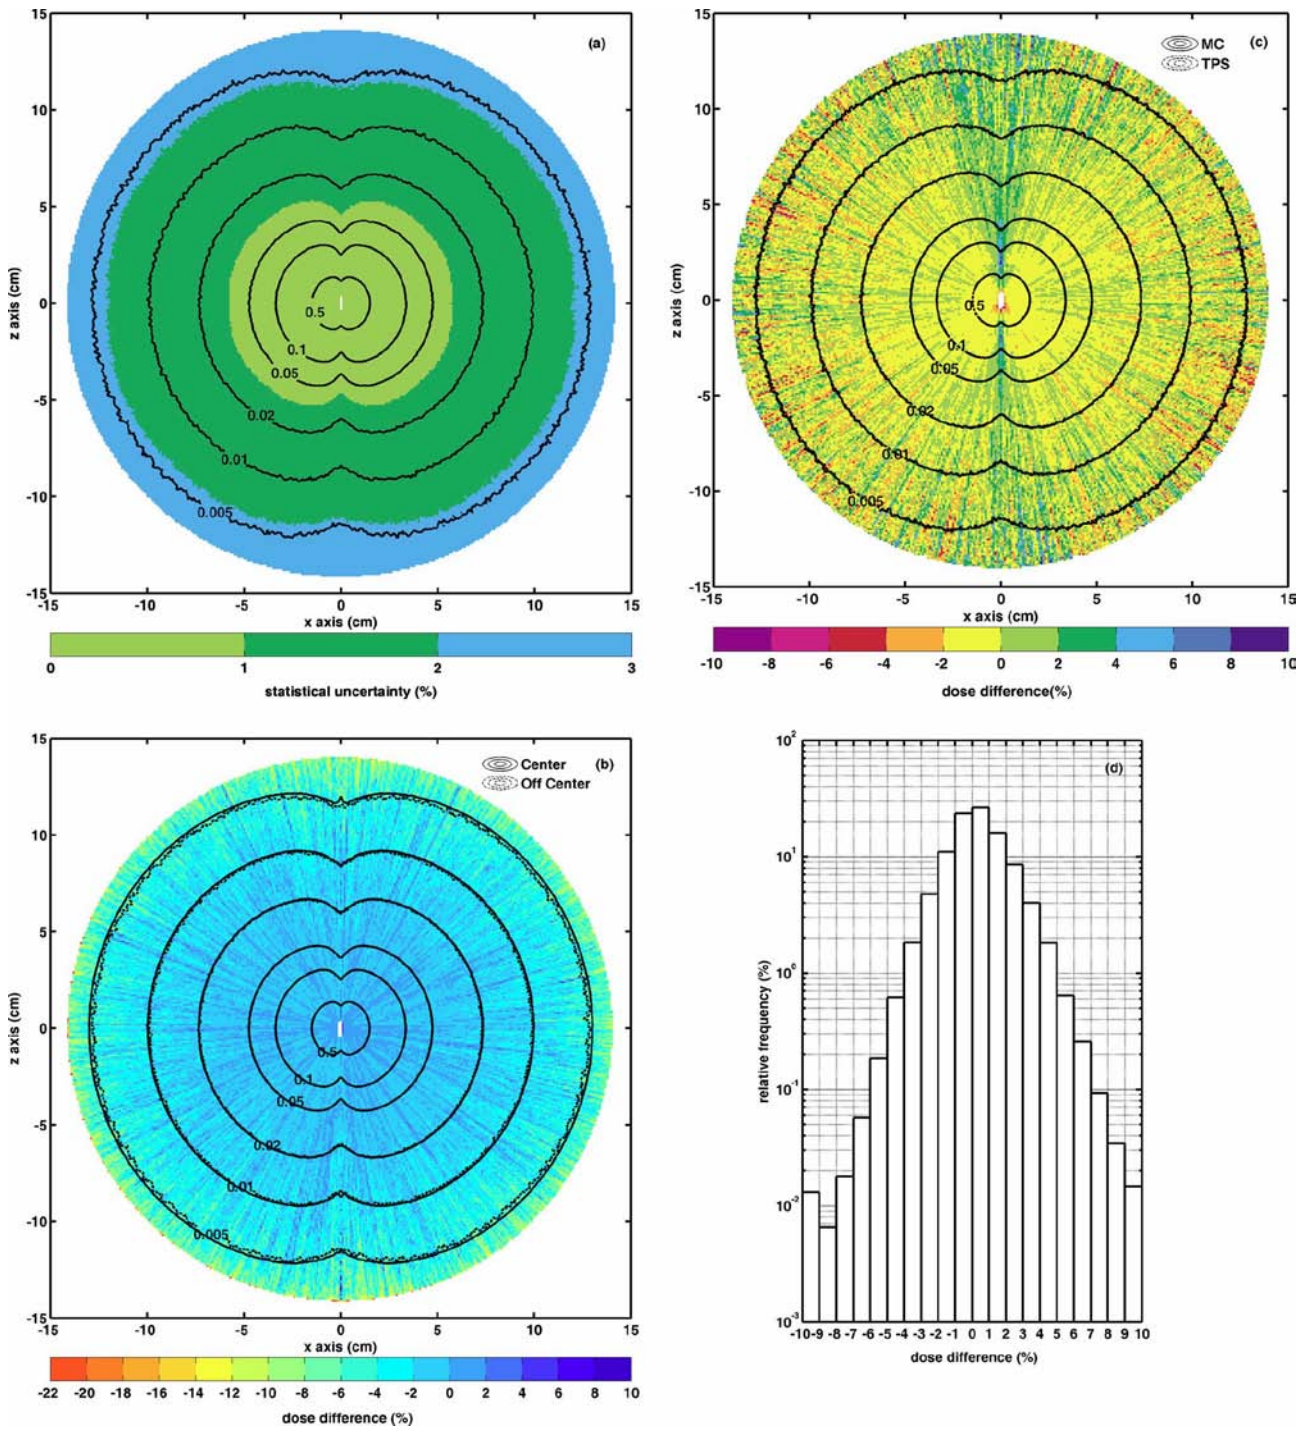 15
(a)
10
5
0
-5
-10
-15
z axis (cm)
0.5
0.1
0.05
0.02
0.01
0.005
-15 -10 -5 0 5 10 15
x axis (cm)
0 1 2 3
statistical uncertainty (%)
15
MC (c)
TPS
10
5
0
-5
-10
-15
z axis (cm)
0.5
0.1
0.05
0.02
0.01
0.005
-15 -10 -5 0 5 10 15
x axis (cm)
-10 -8 -6 -4 -2 0 2 4 6 8 10
dose difference(%)
15
Center (b)
Off Center
10
5
0
-5
-10
-15
z axis (cm)
0.5
0.1
0.05
0.02
0.01
0.005
-15 -10 -5 0 5 10 15
x axis (cm)
-22 -20 -18 -16 -14 -12 -10 -8 -6 -4 -2 0 2 4 6 8 10
dose difference (%)
10²
(d)
10¹
10⁰
10⁻¹
10⁻²
10⁻³
relative frequency (%)
-10 -9 -8 -7 -6 -5 -4 -3 -2 -1 0 1 2 3 4 5 6 7 8 9 10
dose difference (%)